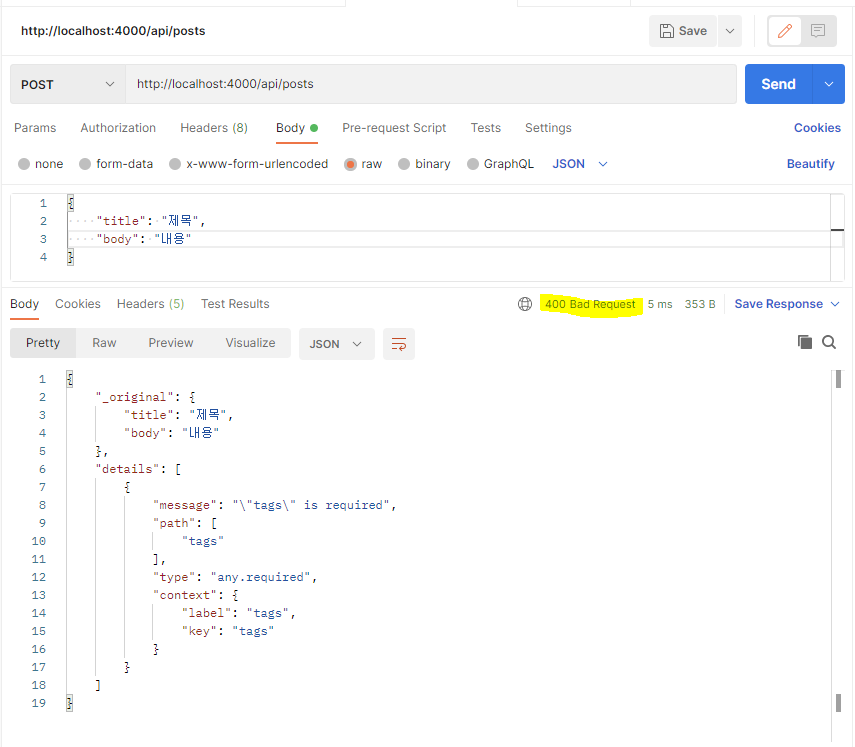 http://localhost:4000/api/posts Save
POST http://localhost:4000/api/posts Send
Params Authorization Headers (8) Body Pre-request Script Tests Settings Cookies
none form-data x-www-form-urlencoded raw binary GraphQL JSON Beautify
1 {
2 "title": "제목",
3 "body": "내용"
4 }
Body Cookies Headers (5) Test Results 400 Bad Request 5 ms 353 B Save Response
Pretty Raw Preview Visualize JSON
1 {
2 "_original": {
3 "title": "제목",
4 "body": "내용"
5 },
6 "details": [
7 {
8 "message": "\"tags\" is required",
9 "path": [
10 "tags"
11 ],
12 "type": "any.required",
13 "context": {
14 "label": "tags",
15 "key": "tags"
16 }
17 }
18 ]
19 }